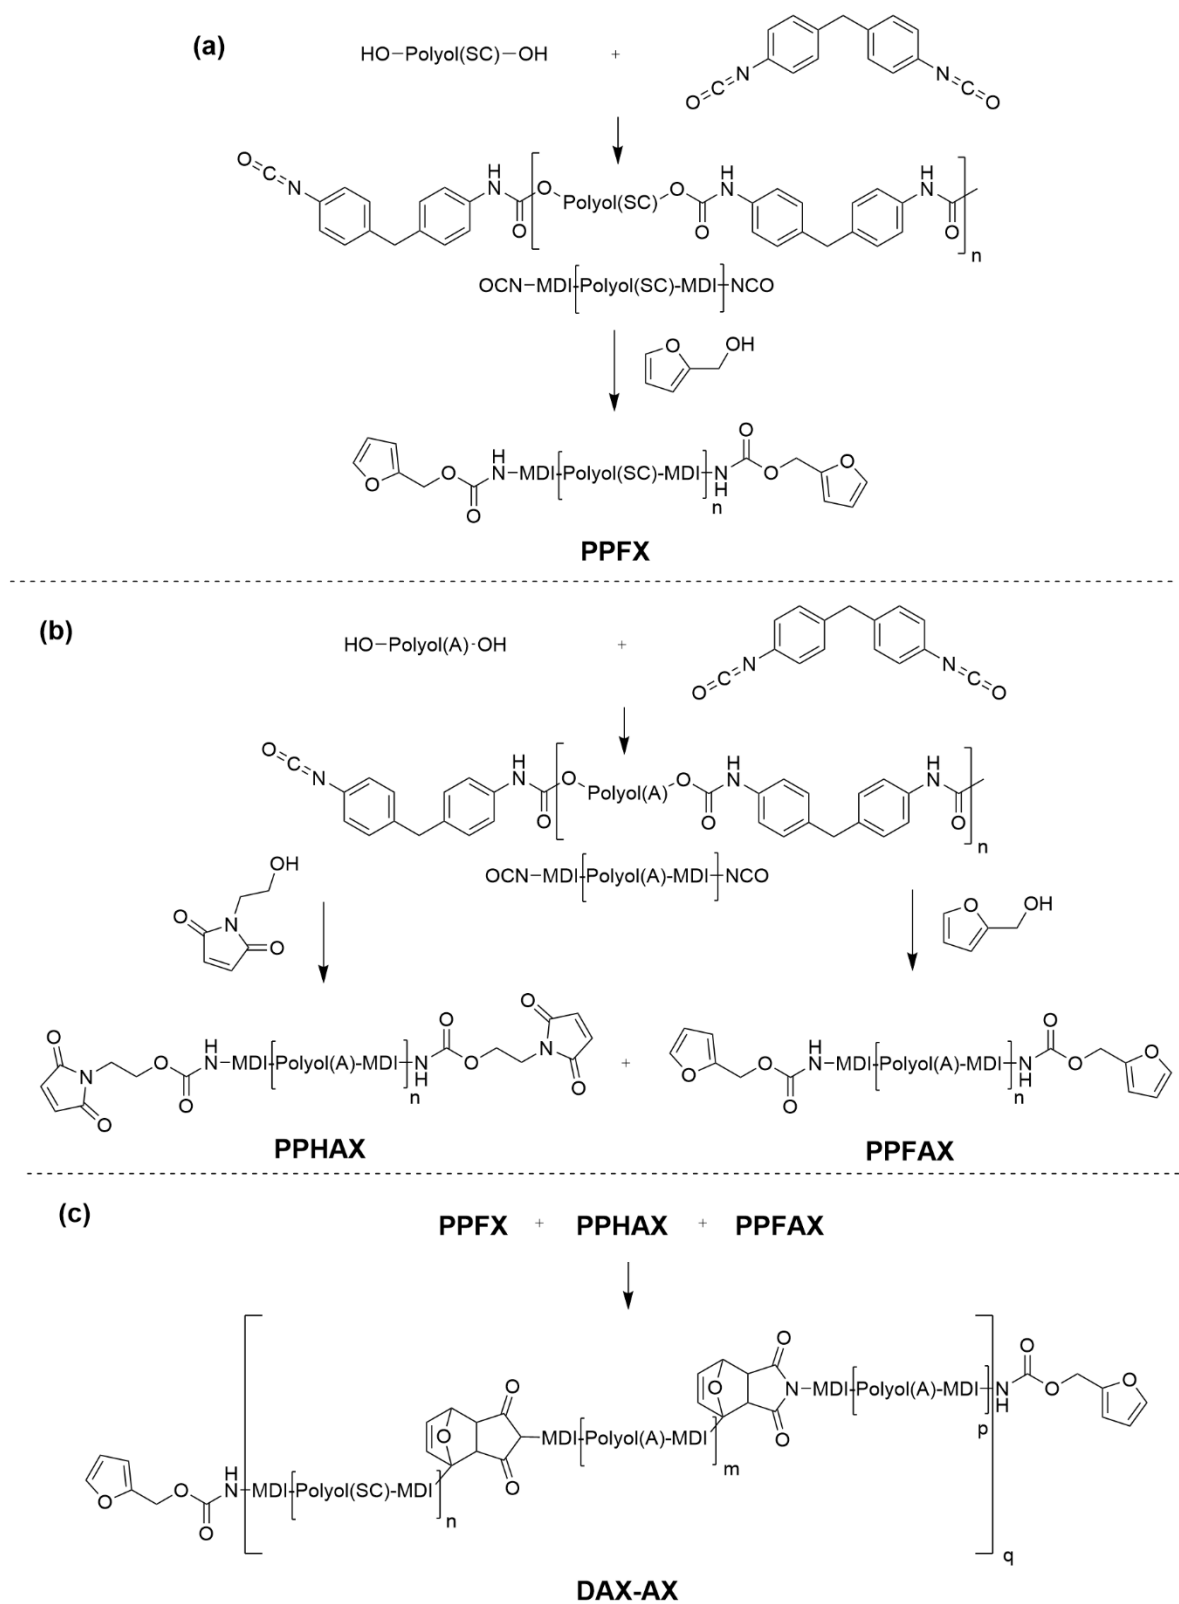 (a)
HO-Polyol(SC)-OH + O=C=N N=C=O
O=C=N H N O O Polyol(SC) O O H N H N O n
OCN-MDI-[Polyol(SC)-MDI]-NCO
O OH
O O O H N-MDI-[Polyol(SC)-MDI]n-N H O O O
PPFX
(b)
HO-Polyol(A)-OH + O=C=N N=C=O
O=C=N H N O O Polyol(A) O O H N H N O n
OCN-MDI-[Polyol(A)-MDI]-NCO
OH N O O
O OH
O N O O O H N-MDI-[Polyol(A)-MDI]n-N H O O N O O + O O O H N-MDI-[Polyol(A)-MDI]n-N H O O O
PPHAX PPFAX
(c)
PPFX + PPHAX + PPFAX
O O O N-MDI-[Polyol(A)-MDI]p-N H O O O
O O O MDI-[Polyol(A)-MDI]m
O O O H N-MDI-[Polyol(SC)-MDI]n
q
DAX-AX